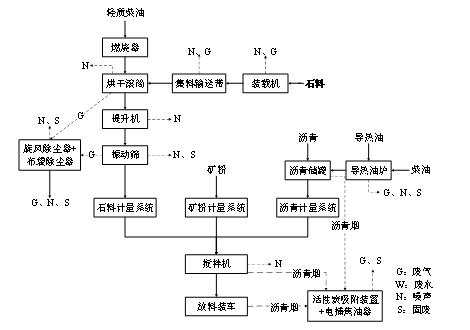 轻质柴油
燃烧器
N
烘干滚筒
集料输送带
N、G
装载机
N、G
石料
G
提升机
N
N、S
旋风除尘器+
布袋除尘器
G
振动筛
N、S
G、N、S
沥青
导热油
矿粉
沥青储罐
导热油炉
柴油
G、N、S
石料计量系统
矿粉计量系统
沥青计量系统
沥青烟
搅拌机
N
沥青烟
G、S
放料装车
沥青烟
活性炭吸附装置
+电捕焦油器
G：废气
W：废水
N：噪声
S：固废